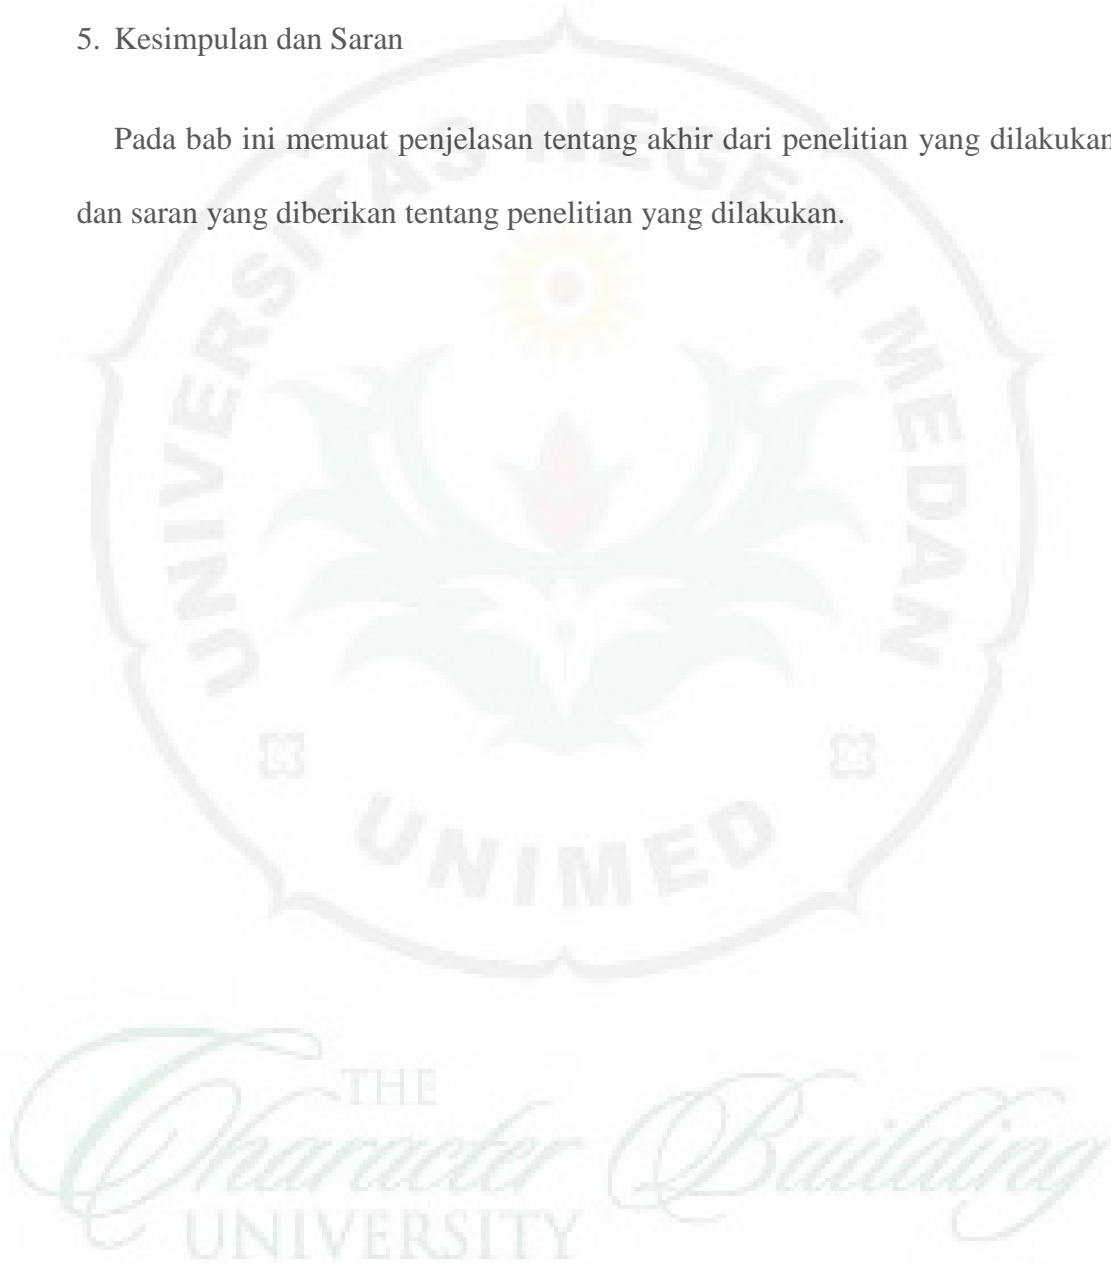 5. Kesimpulan dan Saran
Pada bab ini memuat penjelasan tentang akhir dari penelitian yang dilakukan
dan saran yang diberikan tentang penelitian yang dilakukan.
UNIVERSITAS NEGERI MEDAN
UNIMED
THE
Character Building
UNIVERSITY